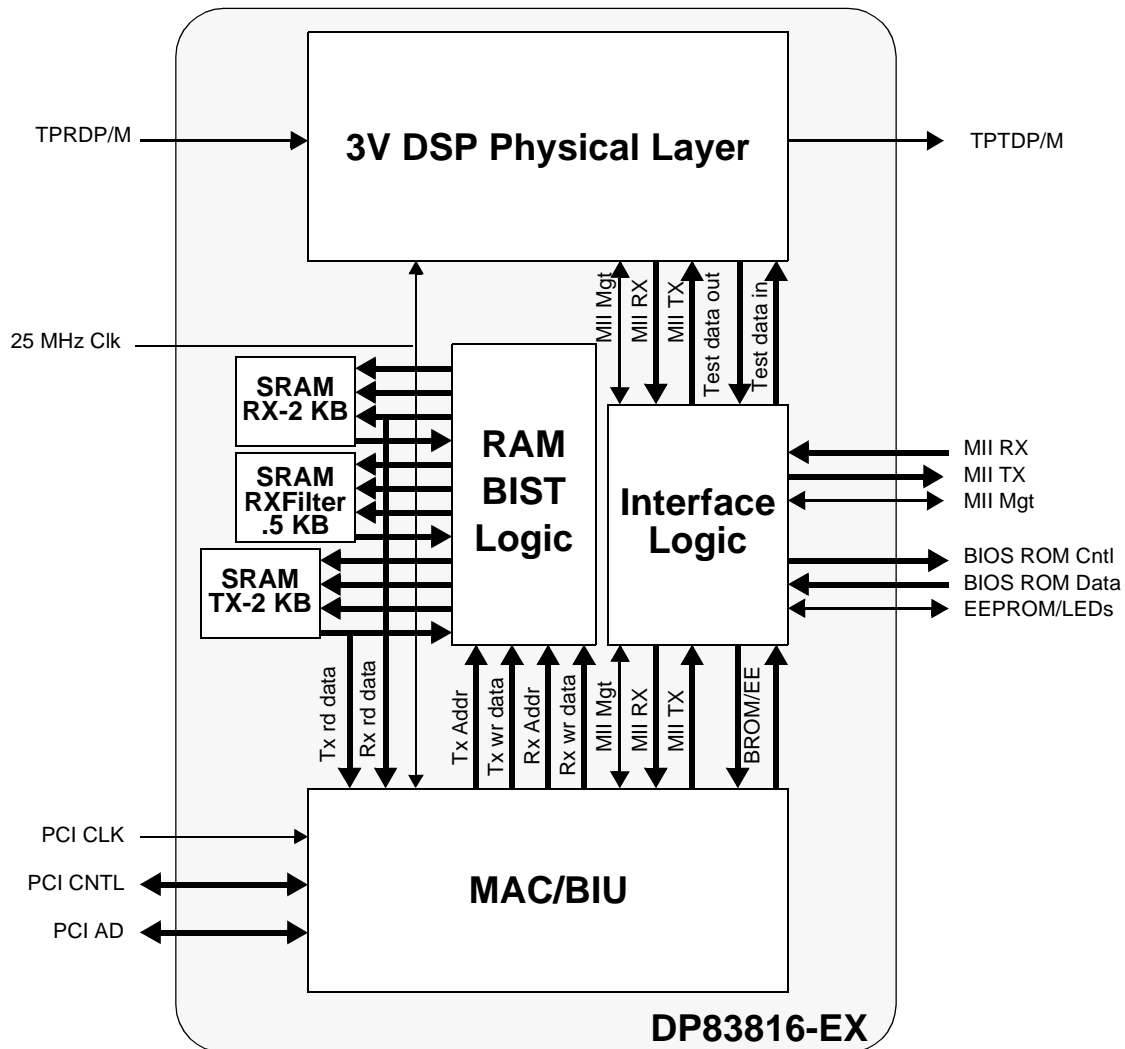 3V DSP Physical Layer
TPRDP/M
TPTDP/M
MII Mgt
MII RX
MII TX
Test data out
Test data in
25 MHz Clk
SRAM
RX-2 KB
SRAM
RXFilter
.5 KB
SRAM
TX-2 KB
RAM
BIST
Logic
Interface
Logic
MII RX
MII TX
MII Mgt
BIOS ROM Cntl
BIOS ROM Data
EEPROM/LEDs
Tx rd data
Rx rd data
Tx Addr
Tx wr data
Rx Addr
Rx wr data
MII Mgt
MII RX
MII TX
BROM/EE
PCI CLK
PCI CNTL
PCI AD
MAC/BIU
DP83816-EX